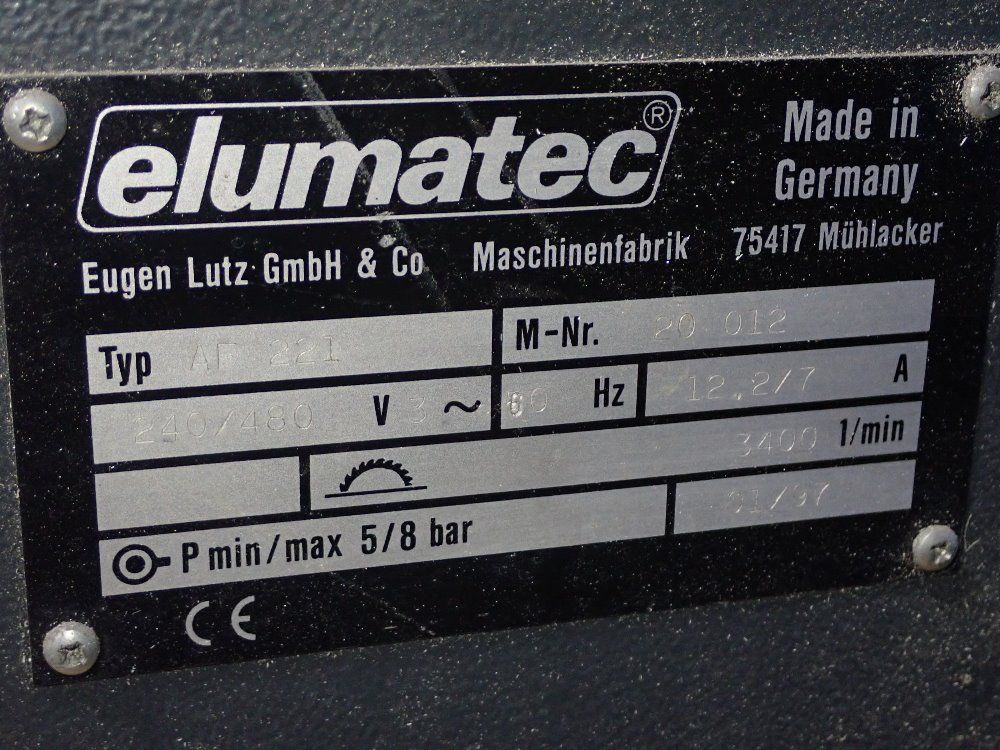 elumatec®
Made in
Germany
Eugen Lutz GmbH & Co Maschinenfabrik 75417 Mühlacker
Typ AF 221 M-Nr. 20 012
240/480 V 3 ~ 60 Hz 12.2/7 A
3400 1/min
P min/max 5/8 bar 01/97
CE